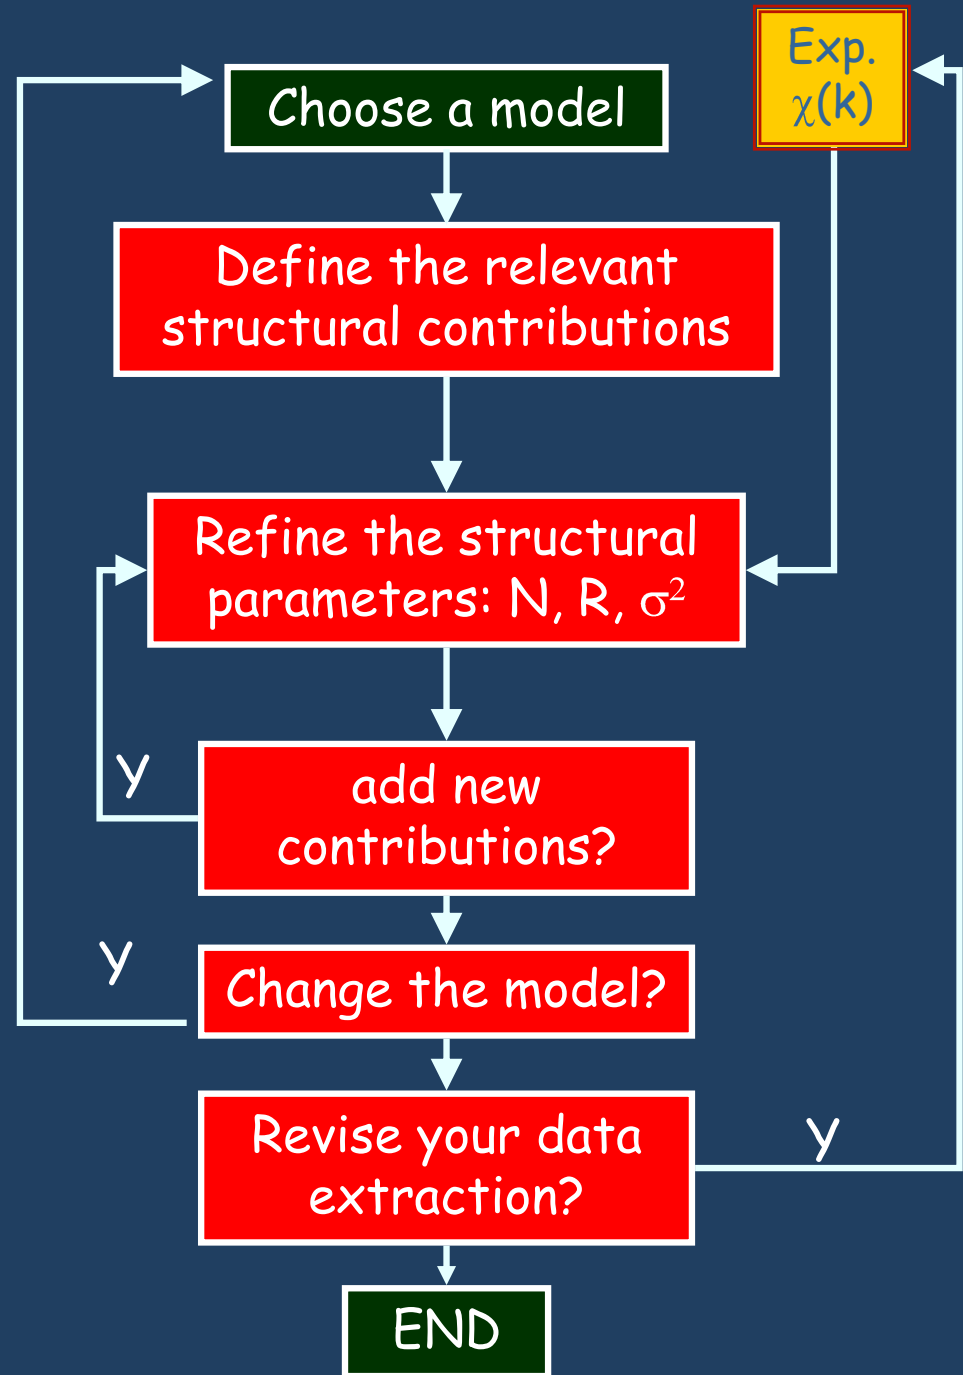 Exp.
χ(k)
Choose a model
Define the relevant
structural contributions
Refine the structural
parameters: N, R, σ²
y
add new
contributions?
y
Change the model?
Revise your data
extraction?
y
END